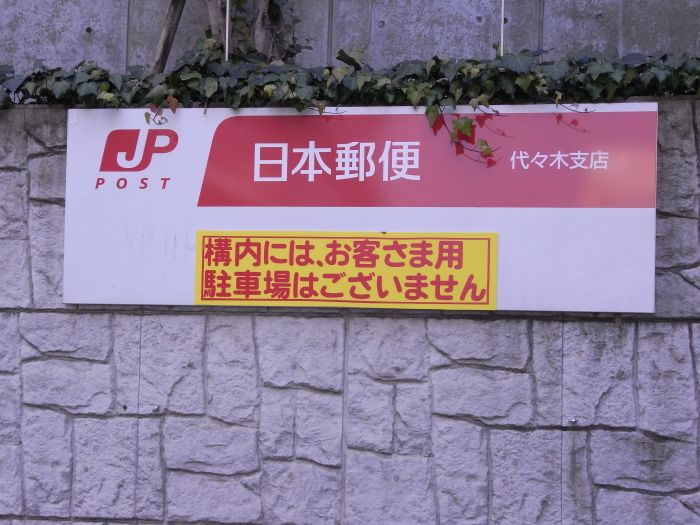 JP
POST
日本郵便
代々木支店
構内には、お客さま用
駐車場はございません